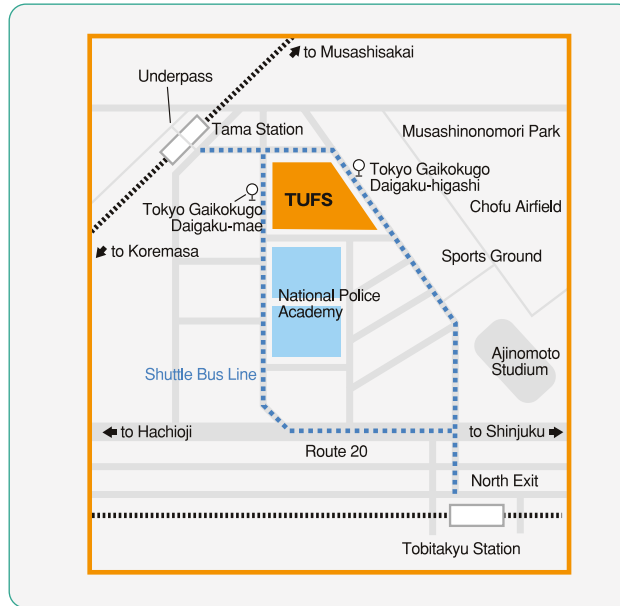 to Musashisakai
Underpass
Tama Station
Musashinonomori Park
Tokyo Gaikokugo
Daigaku-higashi
TUFS
Tokyo Gaikokugo
Daigaku-mae
Chofu Airfield
to Koremasa
Sports Ground
National Police
Academy
Ajinomoto
Studium
Shuttle Bus Line
to Hachioji
to Shinjuku
Route 20
North Exit
Tobitakyu Station